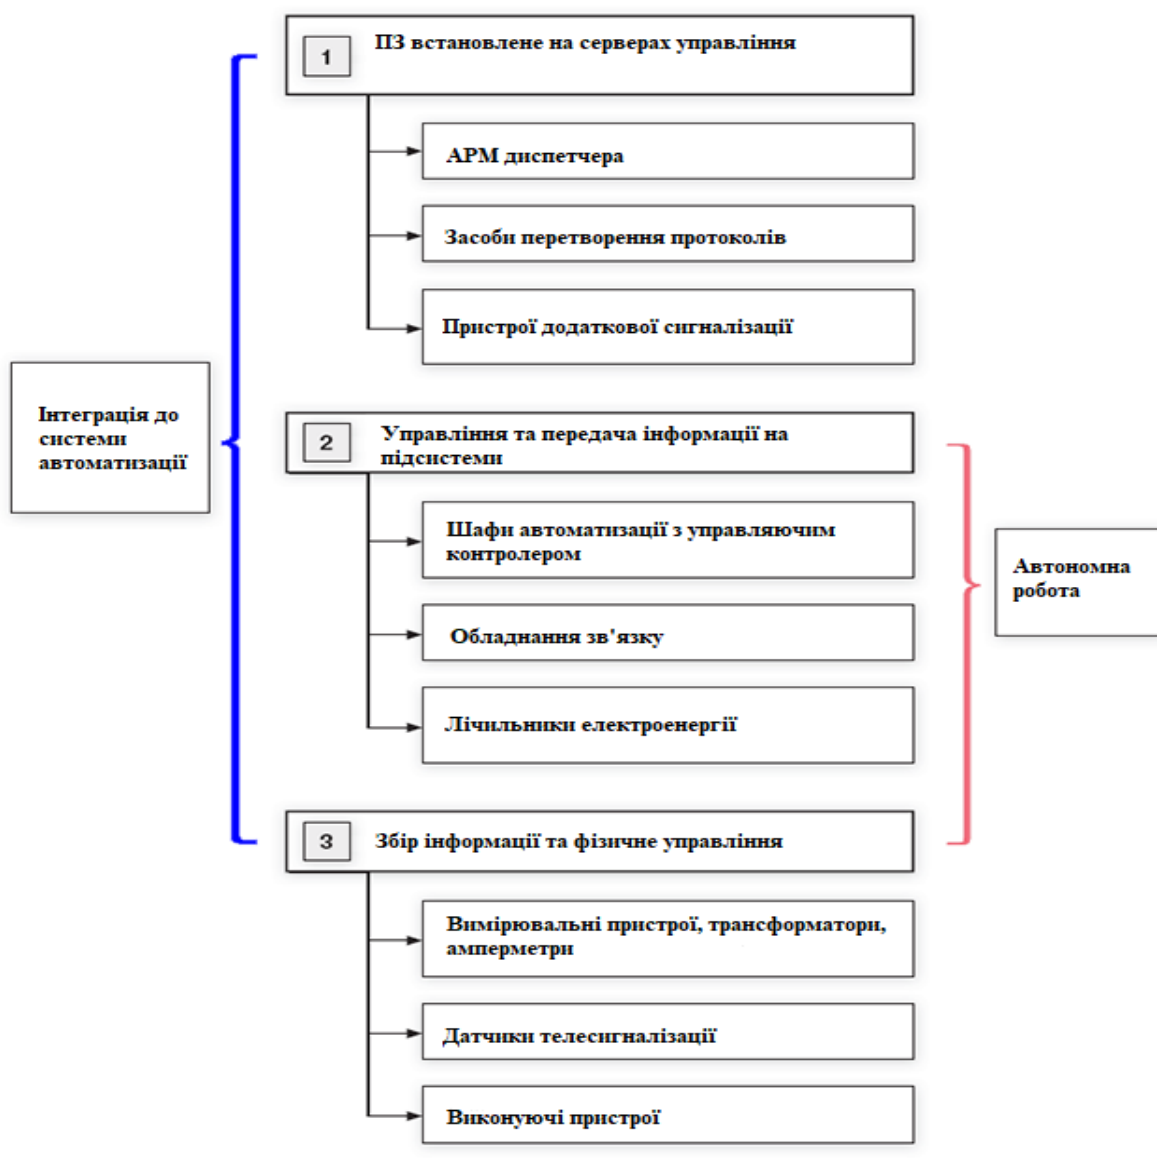 1
ПЗ встановлене на серверах управління
АРМ диспетчера
Засоби перетворення протоколів
Пристрої додаткової сигналізації
Інтеграція до
системи
автоматизації
2
Управління та передача інформації на
підсистеми
Шафи автоматизації з управляючим
контролером
Обладнання зв'язку
Лічильники електроенергії
Автономна
робота
3
Збір інформації та фізичне управління
Вимірювальні пристрої, трансформатори,
амперметри
Датчики телесигналізації
Виконуючі пристрої